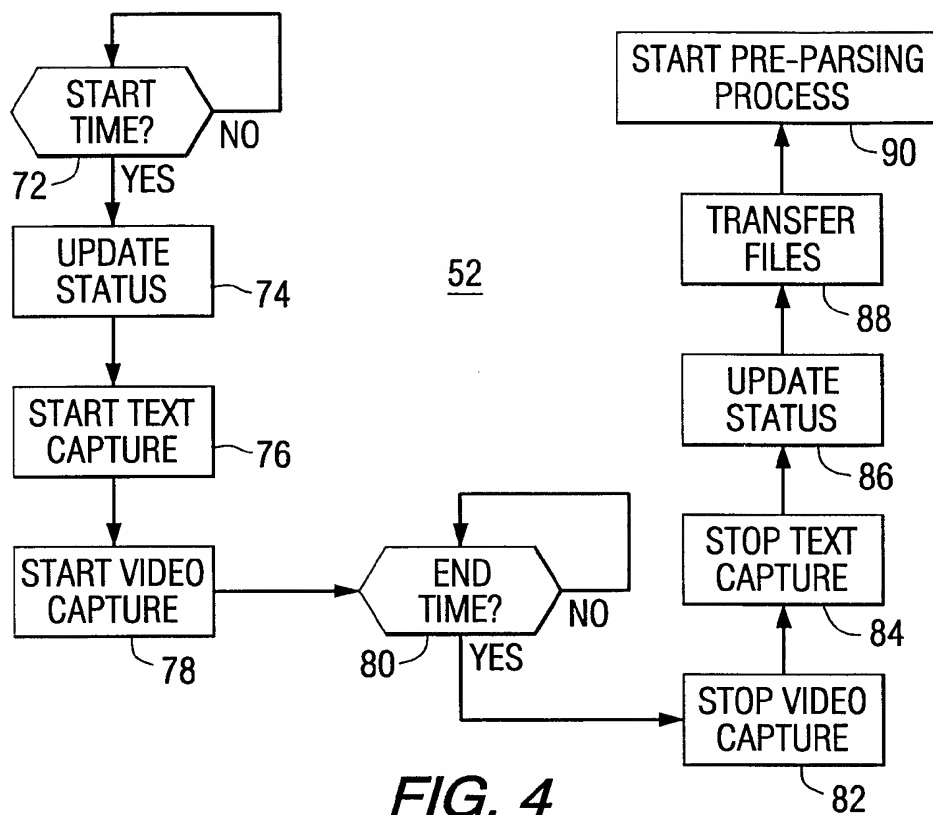 START
TIME?
NO
72
YES
UPDATE
STATUS
74
START TEXT
CAPTURE
76
START VIDEO
CAPTURE
78
52
END
TIME?
NO
80
YES
STOP VIDEO
CAPTURE
82
STOP TEXT
CAPTURE
84
UPDATE
STATUS
86
TRANSFER
FILES
88
START PRE-PARSING
PROCESS
90
FIG. 4